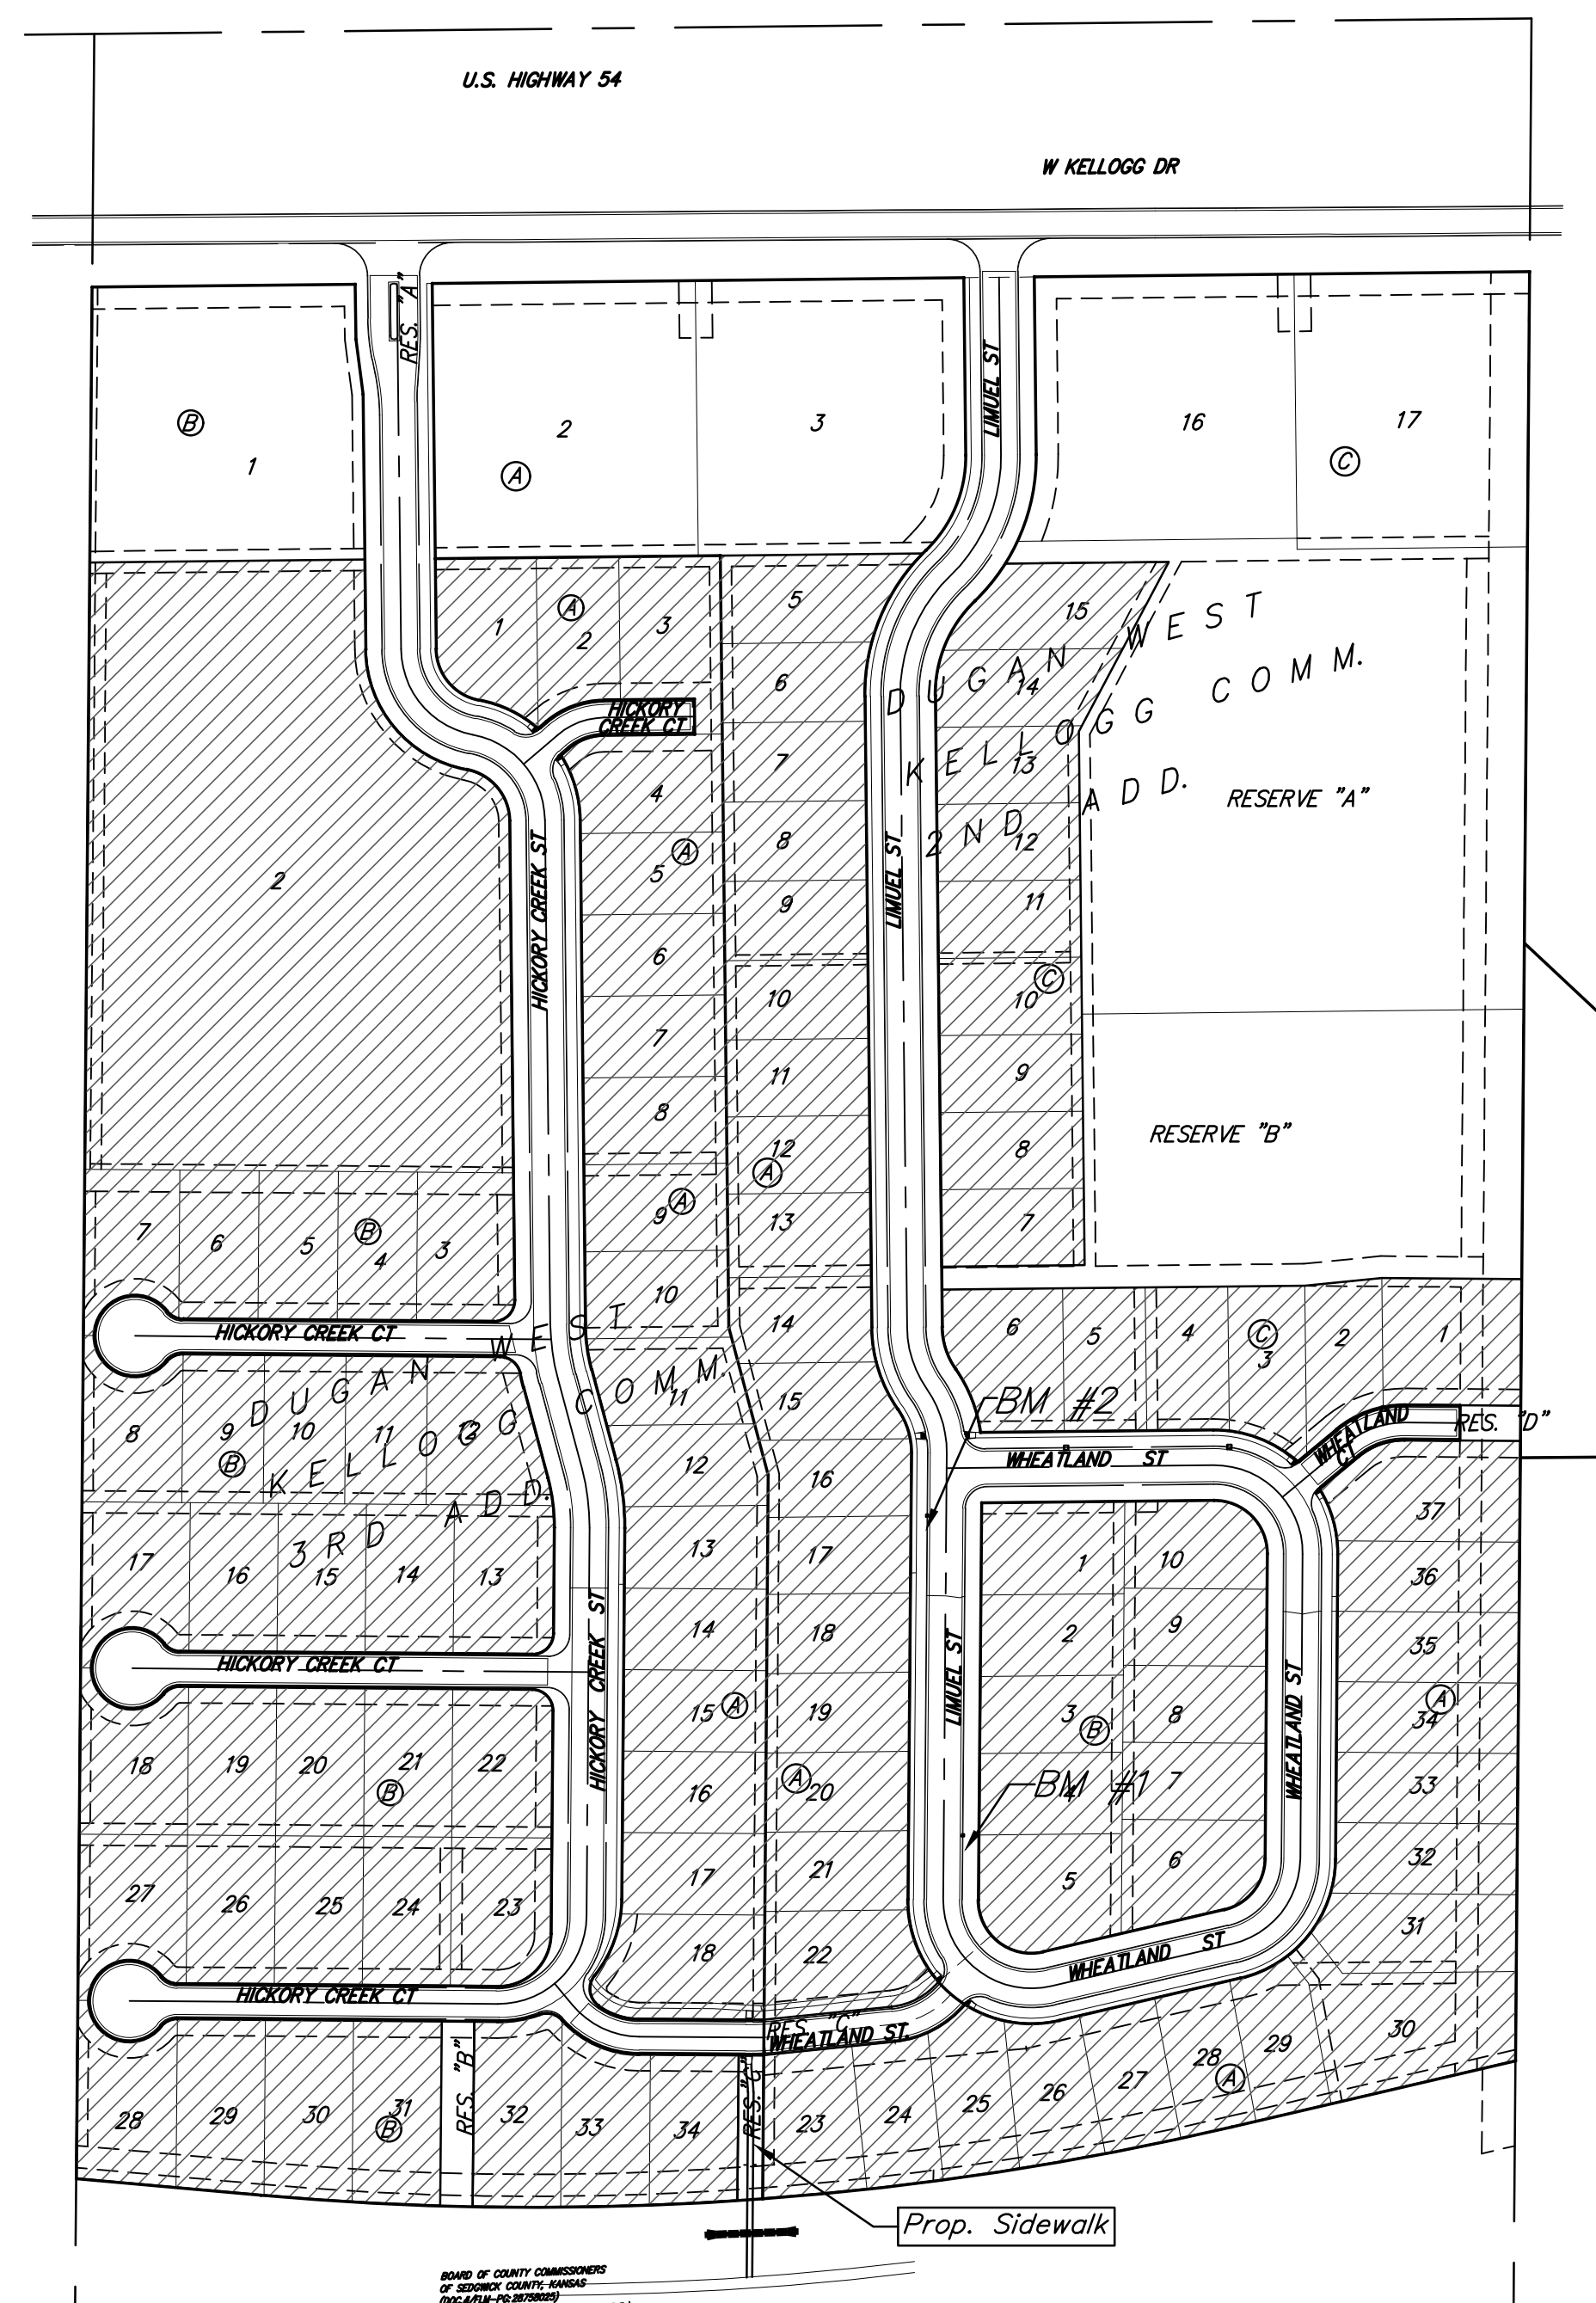 U.S. HIGHWAY 54
W KELLOGG DR
RES. "A"
LIMUEL ST
B
1
2
A
3
16
17
C
1
A
2
3
5
15
6
14
HICKORY
CREEK CT
DUGAN WEST
KELLOGG COMM.
2ND ADD.
RESERVE "A"
7
13
4
8
12
A
5
2
HICKORY CREEK ST
LIMUEL ST
9
11
6
C
10
10
7
11
9
8
RESERVE "B"
12
8
A
9
A
13
7
7
6
5
B
4
3
10
14
6
5
4
C
3
2
1
HICKORY CREEK CT
DUGAN WEST
KELLOGG COMM.
3RD ADD.
11
15
BM #2
WHEATLAND
CT
RES. "D"
8
9
10
11
12
B
12
16
WHEATLAND ST
37
17
16
15
14
13
13
17
1
10
36
HICKORY CREEK ST
14
18
2
9
35
LIMUEL ST
WHEATLAND ST
HICKORY CREEK CT
15
A
19
3
B
8
A
34
18
19
20
21
22
B
16
A
20
BM #1
4
7
33
17
21
5
6
32
27
26
25
24
23
31
18
22
WHEATLAND ST
HICKORY CREEK CT
RES. "C"
WHEATLAND ST.
30
29
28
A
27
26
25
24
23
28
29
30
31
B
RES. "B"
32
33
34
RES. "C"
Prop. Sidewalk
BOARD OF COUNTY COMMISSIONERS
OF SEDGWICK COUNTY, KANSAS
(DOC.#/FLM-PG: 28758025)